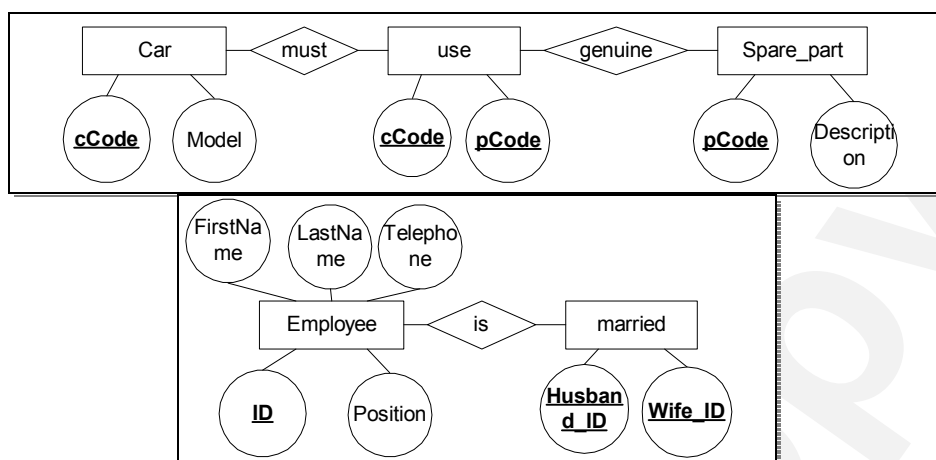 Car
must
use
genuine
Spare_part
cCode
Model
cCode
pCode
pCode
Descripti
on
FirstNa
me
LastNa
me
Telepho
ne
Employee
is
married
ID
Position
Husban
d_ID
Wife_ID